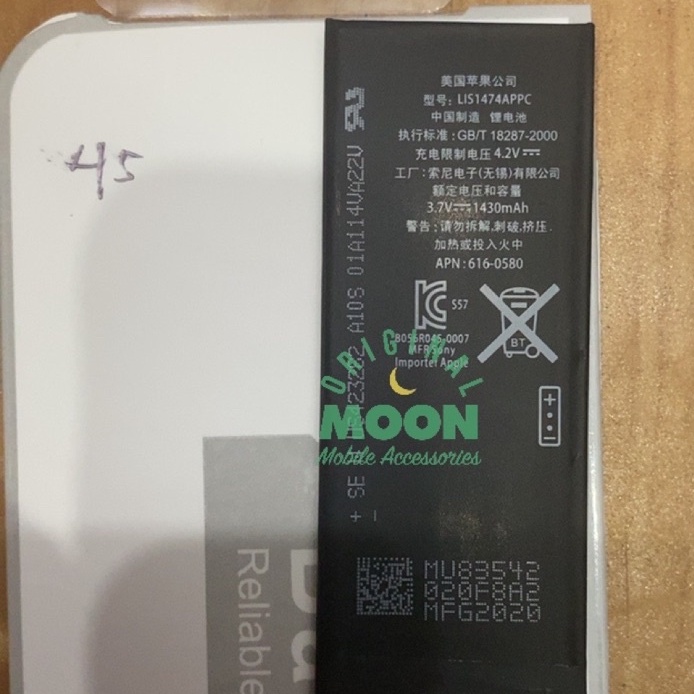 45
美国苹果公司
型号: LIS1474APPC
中国制造 锂电池
执行标准: GB/T 18287-2000
充电限制电压 4.2V
工厂: 索尼电子(无锡)有限公司
额定电压和容量
3.7V 1430mAh
警告: 请勿拆解,刺破,挤压.
加热或投入火中
APN: 616-0580
S57
MFR Sony
Importer Apple
BT
A10S 01A114VA22V
ORIGINAL
MOON
Mobile Accessories
MU83542
020F8A2
MFG2020
Reliable